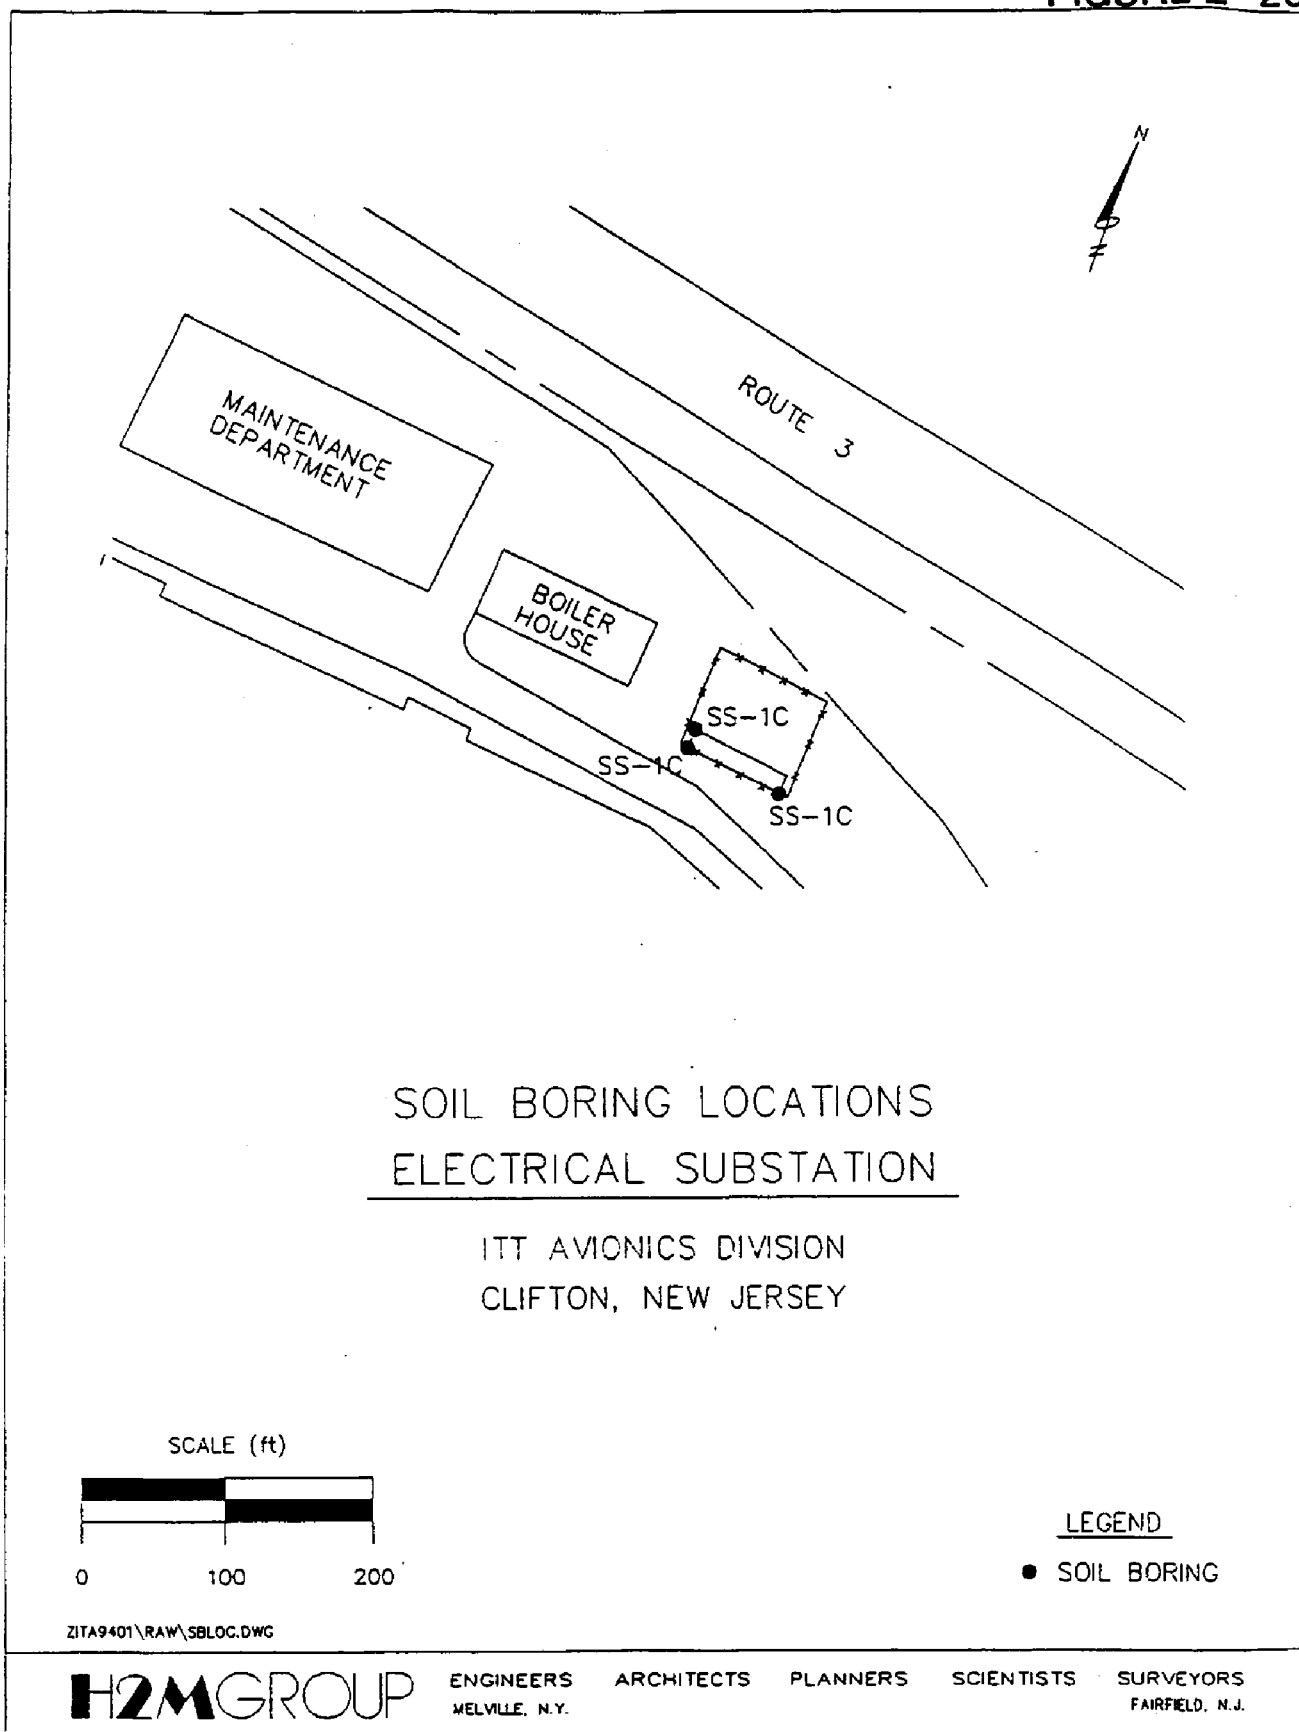 N
ROUTE 3
MAINTENANCE
DEPARTMENT
BOILER
HOUSE
SS-1C
SS-1C
SS-1C
SOIL BORING LOCATIONS
ELECTRICAL SUBSTATION
ITT AVIONICS DIVISION
CLIFTON, NEW JERSEY
SCALE (ft)
0 100 200
LEGEND
SOIL BORING
ZITA9401\RAW\SBLOC.DWG
H2MGROUP
ENGINEERS ARCHITECTS PLANNERS SCIENTISTS SURVEYORS
MELVILLE, N.Y. FAIRFIELD, N.J.